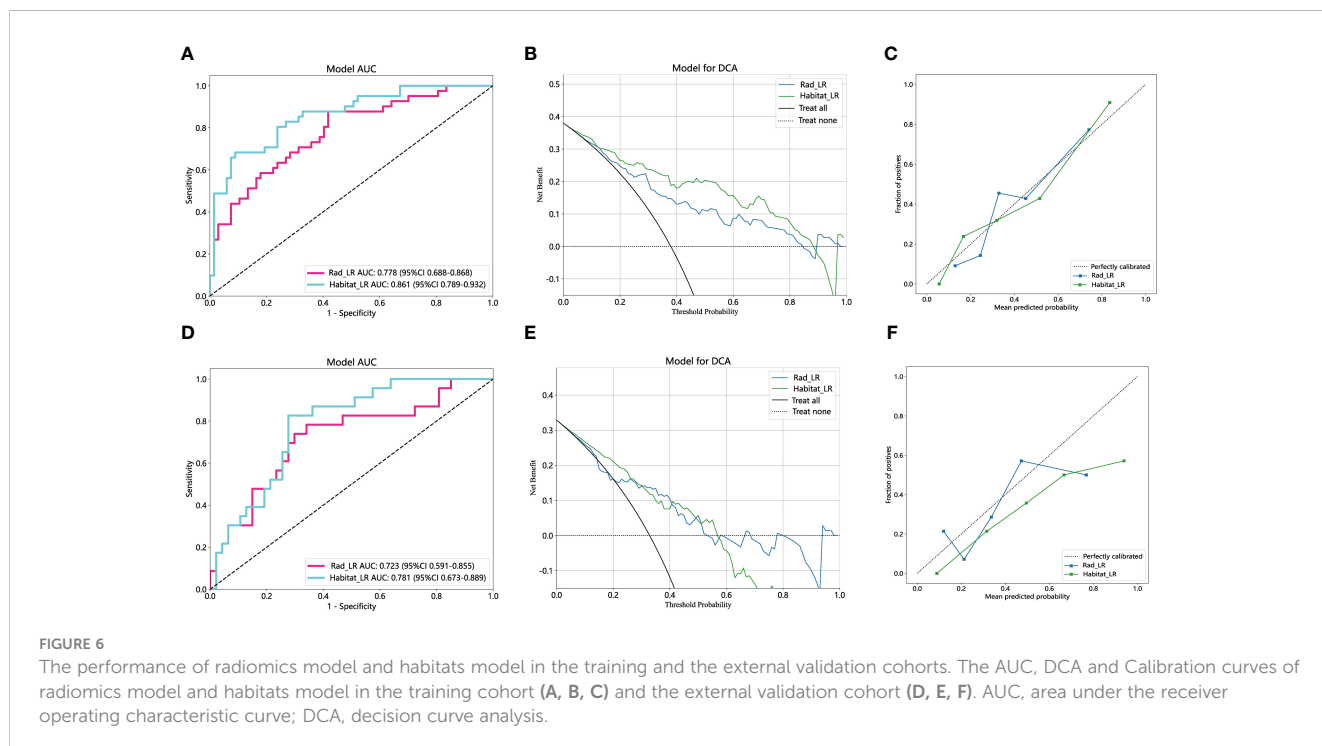 A
Model AUC
1.0
0.8
0.6
0.4
0.2
0.0
Sensitivity
Rad_LR AUC: 0.778 (95%CI 0.688-0.868)
Habitat_LR AUC: 0.861 (95%CI 0.789-0.932)
0.0 0.2 0.4 0.6 0.8 1.0
1 - Specificity
B
Model for DCA
0.5
0.4
0.3
0.2
0.1
0.0
-0.1
Net Benefit
Rad_LR
Habitat_LR
Treat all
Treat none
0.0 0.2 0.4 0.6 0.8 1.0
Threshold Probability
C
1.0
0.8
0.6
0.4
0.2
0.0
Fraction of positives
Perfectly calibrated
Rad_LR
Habitat_LR
0.0 0.2 0.4 0.6 0.8 1.0
Mean predicted probability
D
Model AUC
1.0
0.8
0.6
0.4
0.2
0.0
Sensitivity
Rad_LR AUC: 0.723 (95%CI 0.591-0.855)
Habitat_LR AUC: 0.781 (95%CI 0.673-0.889)
0.0 0.2 0.4 0.6 0.8 1.0
1 - Specificity
E
Model for DCA
0.4
0.3
0.2
0.1
0.0
-0.1
Net Benefit
Rad_LR
Habitat_LR
Treat all
Treat none
0.0 0.2 0.4 0.6 0.8 1.0
Threshold Probability
F
1.0
0.8
0.6
0.4
0.2
0.0
Fraction of positives
Perfectly calibrated
Rad_LR
Habitat_LR
0.0 0.2 0.4 0.6 0.8 1.0
Mean predicted probability
FIGURE 6
The performance of radiomics model and habitats model in the training and the external validation cohorts. The AUC, DCA and Calibration curves of
radiomics model and habitats model in the training cohort (A, B, C) and the external validation cohort (D, E, F). AUC, area under the receiver
operating characteristic curve; DCA, decision curve analysis.